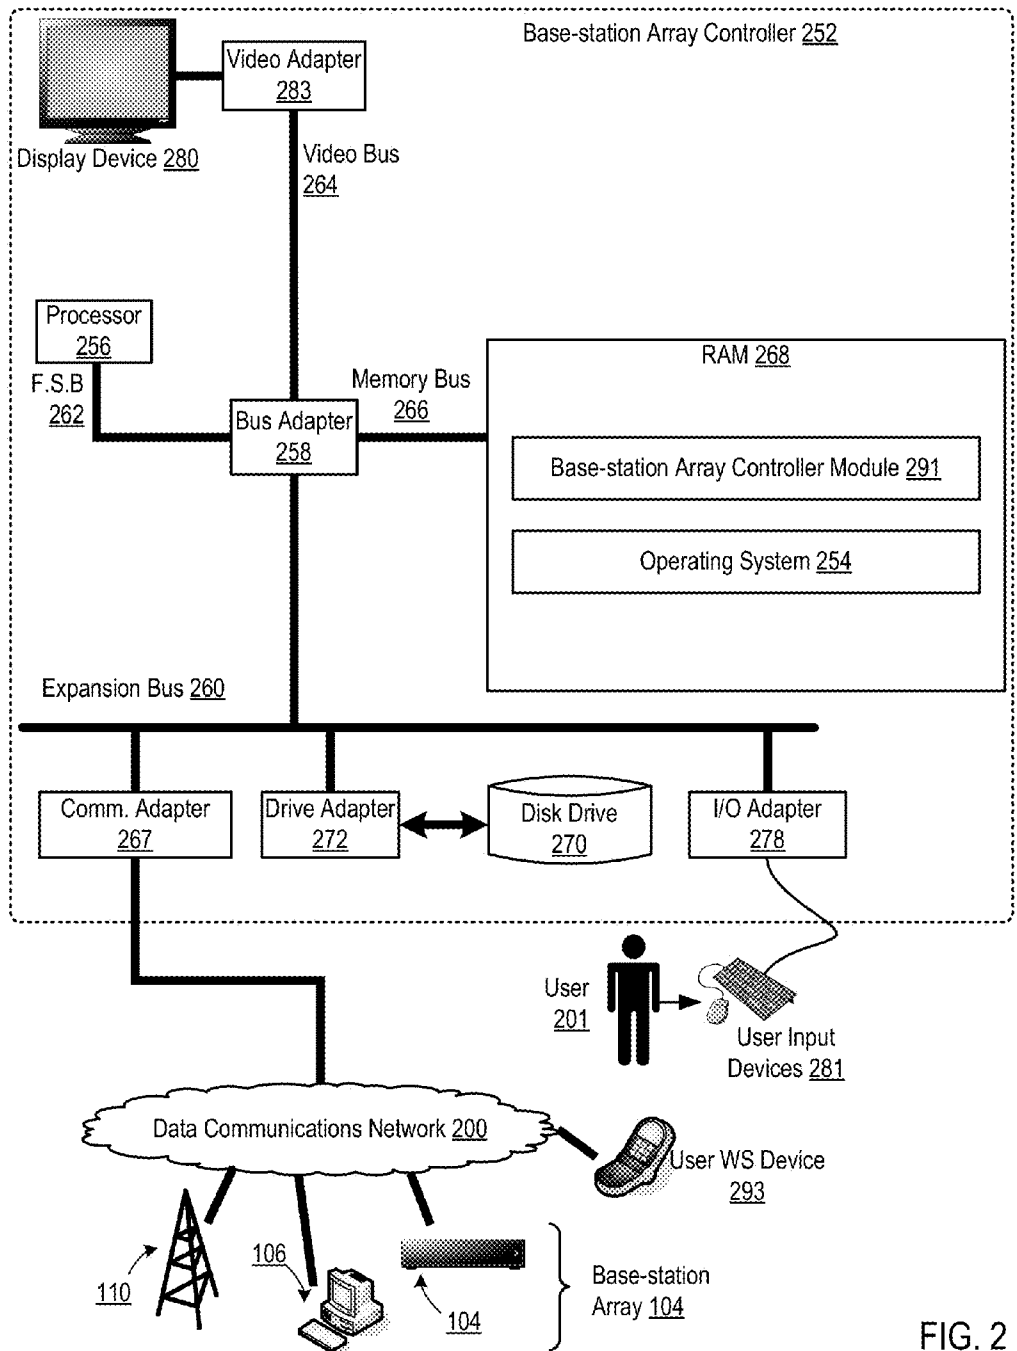 Base-station Array Controller 252
Video Adapter
283
Display Device 280
Video Bus
264
Processor
256
F.S.B
262
Memory Bus
266
Bus Adapter
258
RAM 268
Base-station Array Controller Module 291
Operating System 254
Expansion Bus 260
Comm. Adapter
267
Drive Adapter
272
Disk Drive
270
I/O Adapter
278
User
201
User Input
Devices 281
Data Communications Network 200
User WS Device
293
110
106
104
Base-station
Array 104
FIG. 2